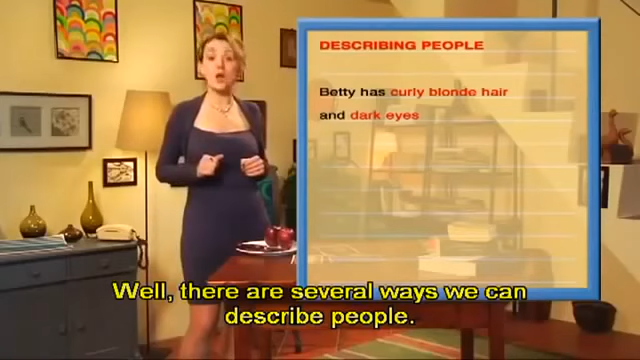 DESCRIBING PEOPLE
Betty has curly blonde hair
and dark eyes
Well, there are several ways we can
describe people.